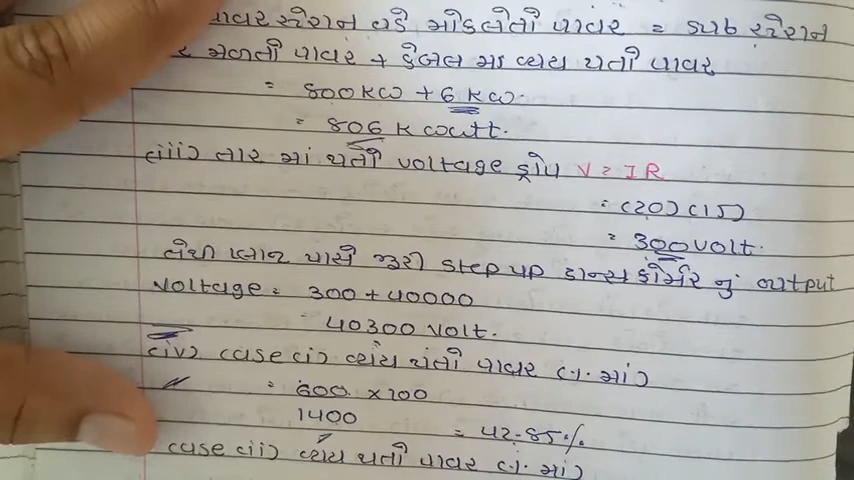 પાવર સ્ટેશન વડે મોકલેતી પાવર = sub સ્ટેશન
મળતી પાવર + કેબલ માં વ્યય થતી પાવર
= 800 KW + 6 KW.
= 806 K watt.
(iii) તાર માં થતી voltage ડ્રોપ V = IR
= (20) (15)
= 300 volt.
તેથી પ્લાન્ટ પાસે જરૂરી step up ટ્રાન્સફોર્મર નું output
voltage = 300 + 40000
= 40300 volt.
(iv) case (i) વ્યય થતી પાવર (% માં)
= 600 × 100
1400
= 42.85 %
case (ii) વ્યય થતી પાવર (% માં)